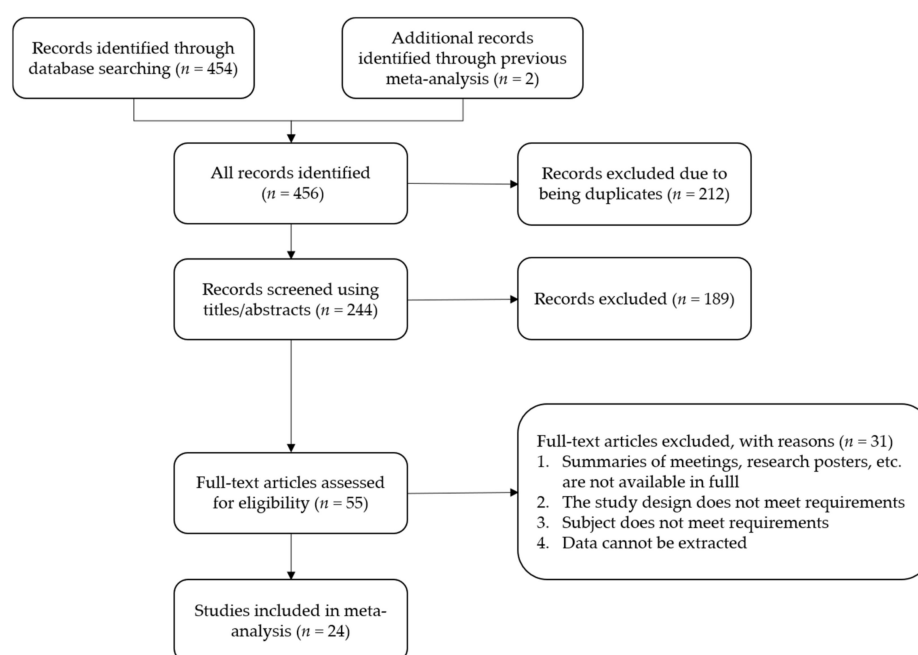 Records identified through
database searching (n = 454)
Additional records
identified through previous
meta-analysis (n = 2)
All records identified
(n = 456)
Records excluded due to
being duplicates (n = 212)
Records screened using
titles/abstracts (n = 244)
Records excluded (n = 189)
Full-text articles assessed
for eligibility (n = 55)
Full-text articles excluded, with reasons (n = 31)
1. Summaries of meetings, research posters, etc.
are not available in fulll
2. The study design does not meet requirements
3. Subject does not meet requirements
4. Data cannot be extracted
Studies included in meta-
analysis (n = 24)